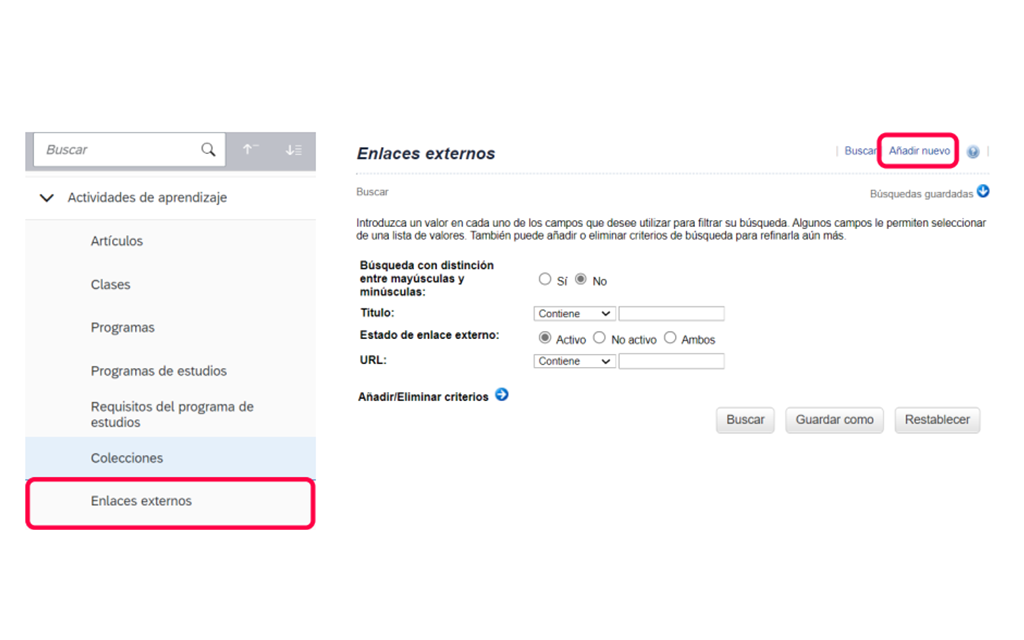 Buscar
Actividades de aprendizaje
Artículos
Clases
Programas
Programas de estudios
Requisitos del programa de
estudios
Colecciones
Enlaces externos
Enlaces externos
Buscar
Añadir nuevo
Buscar
Búsquedas guardadas
Introduzca un valor en cada uno de los campos que desee utilizar para filtrar su búsqueda. Algunos campos le permiten seleccionar
de una lista de valores. También puede añadir o eliminar criterios de búsqueda para refinarla aún más.
Búsqueda con distinción
entre mayúsculas y
minúsculas:
Sí No
Titulo: Contiene
Estado de enlace externo: Activo No activo Ambos
URL: Contiene
Añadir/Eliminar criterios
Buscar Guardar como Restablecer